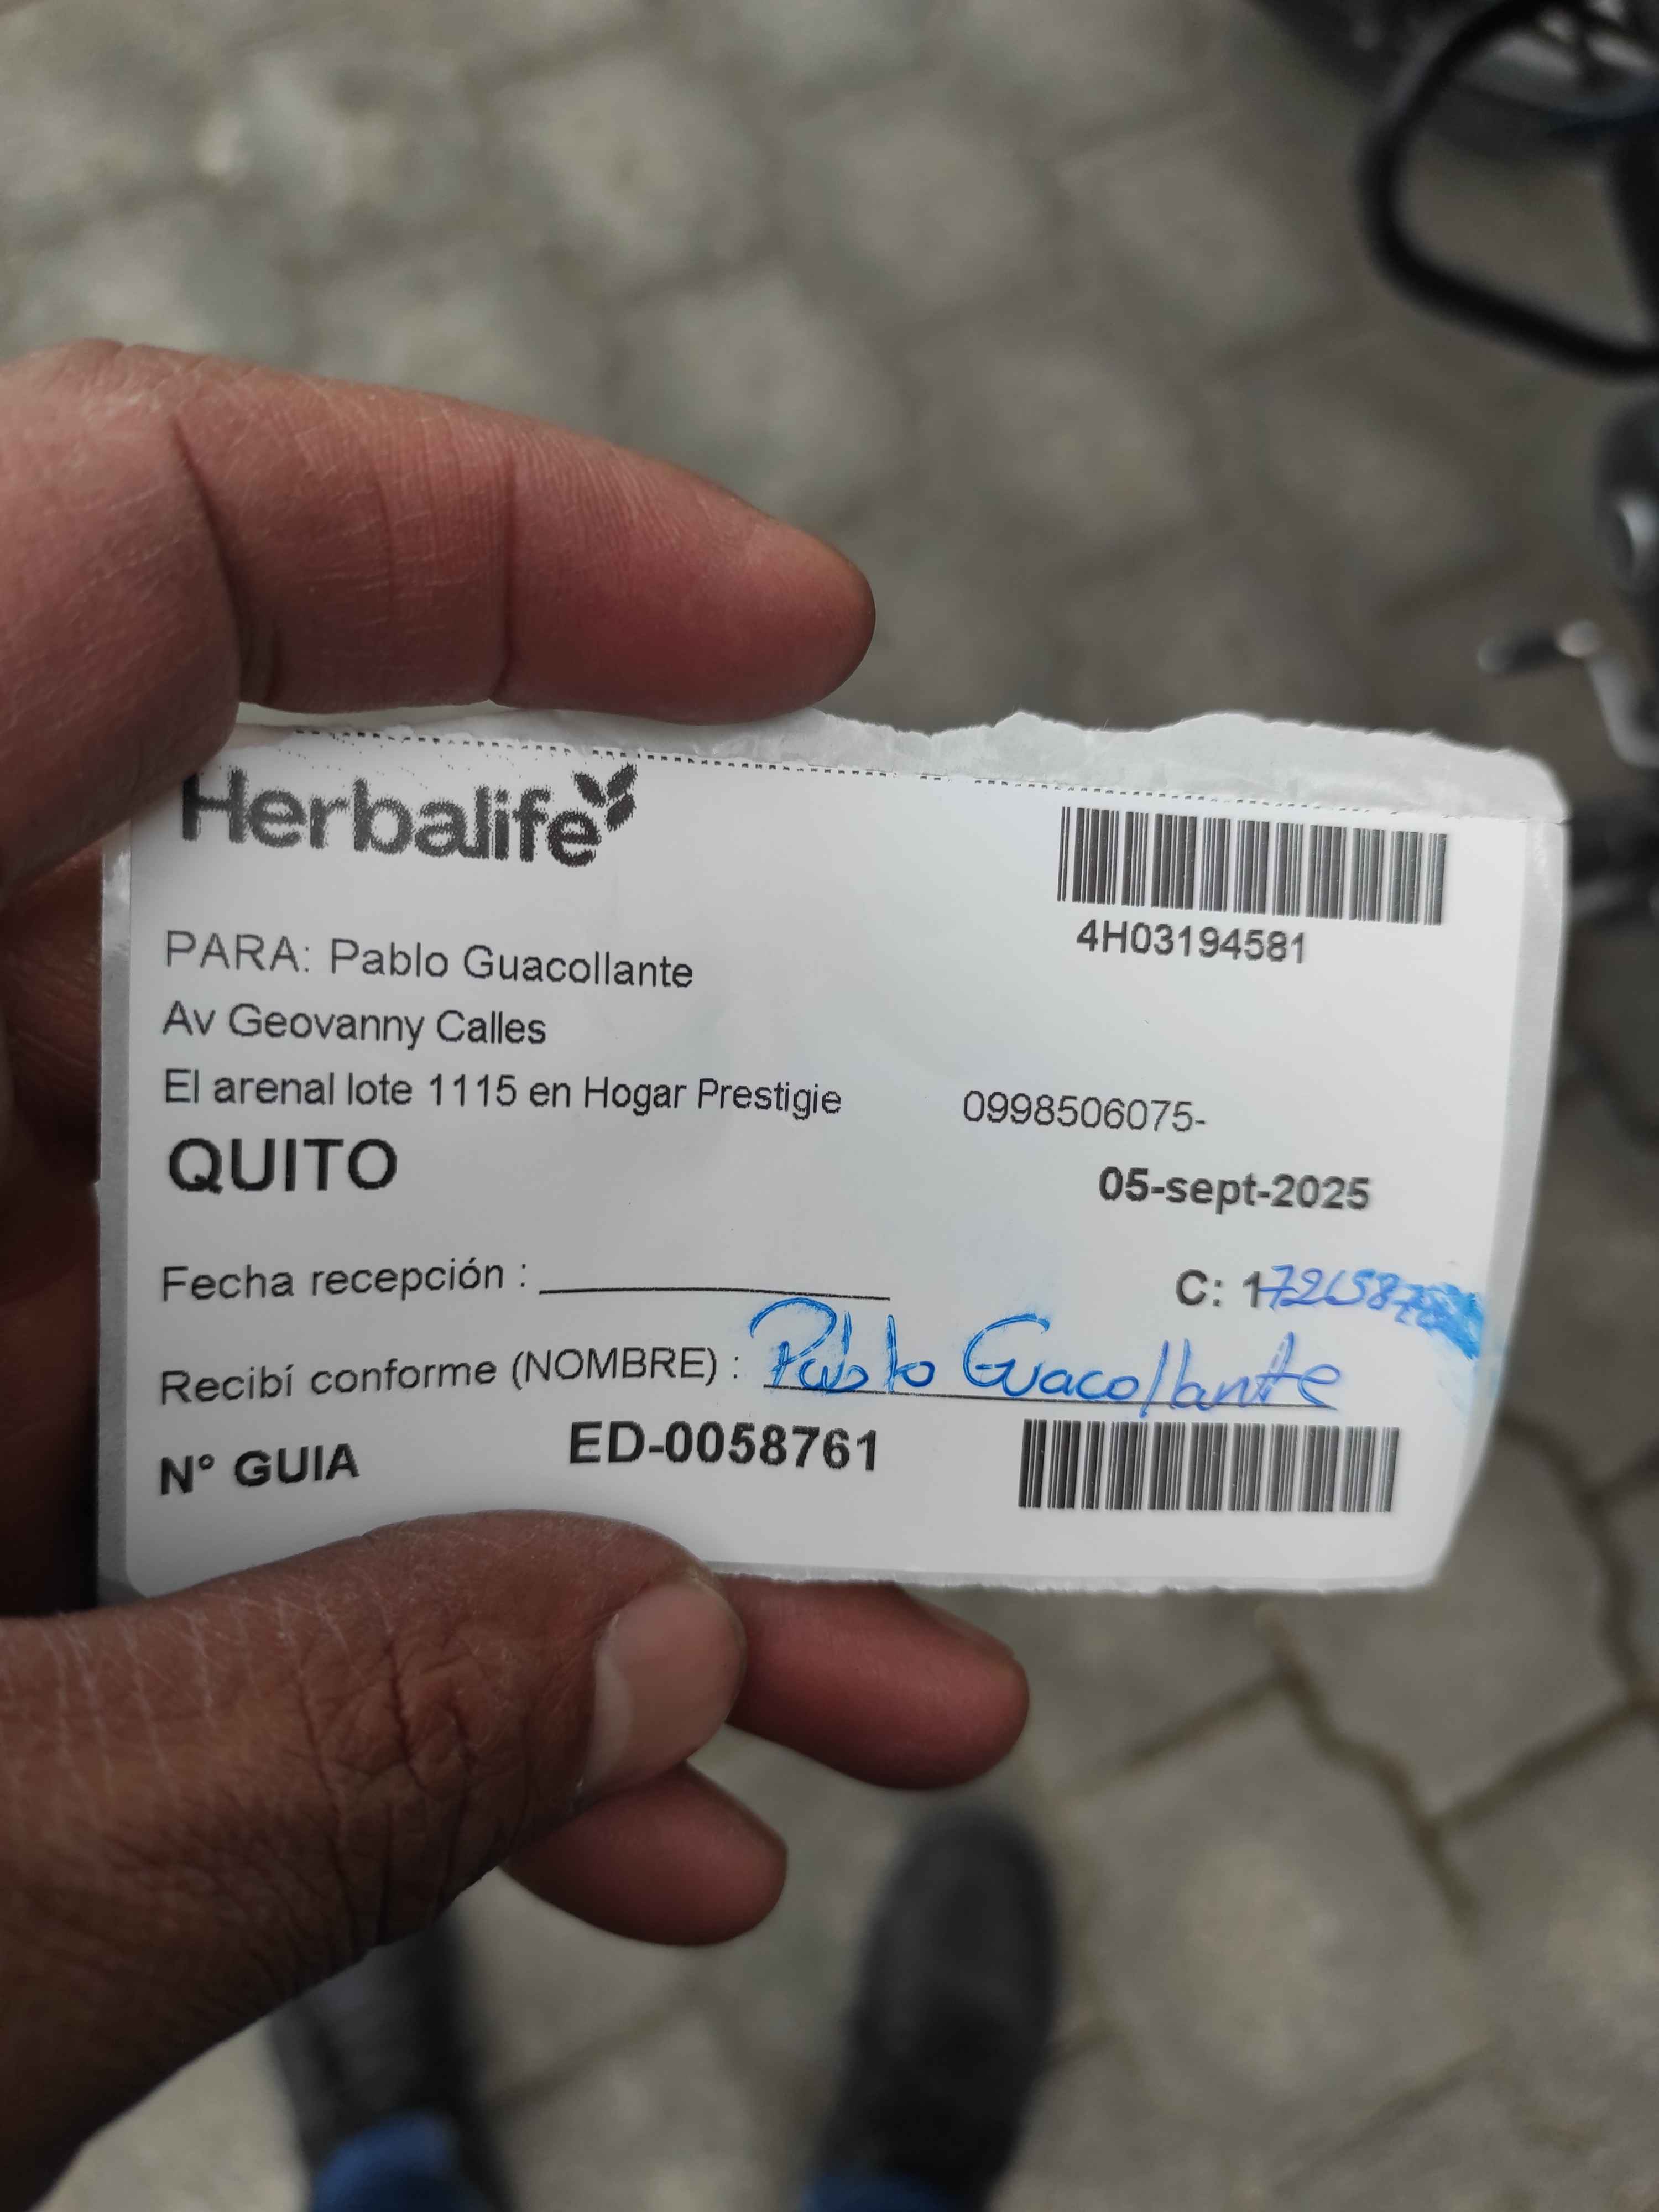 Herbalife
4H03194581
PARA: Pablo Guacollante
Av Geovanny Calles
El arenal lote 1115 en Hogar Prestigie 0998506075-
QUITO
05-sept-2025
Fecha recepción :
C: 172658
Recibí conforme (NOMBRE) : Pablo Guacollante
N° GUIA ED-0058761